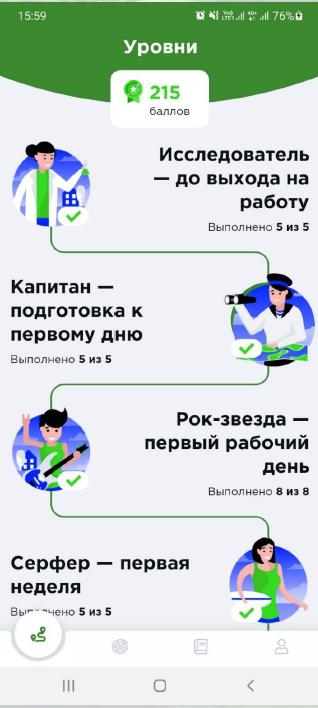 15:59
76%
Уровни
215
баллов
Исследователь
— до выхода на
работу
Выполнено 5 из 5
Капитан —
подготовка к
первому дню
Выполнено 5 из 5
Рок-звезда —
первый рабочий
день
Выполнено 8 из 8
Серфер — первая
неделя
Выполнено 5 из 5